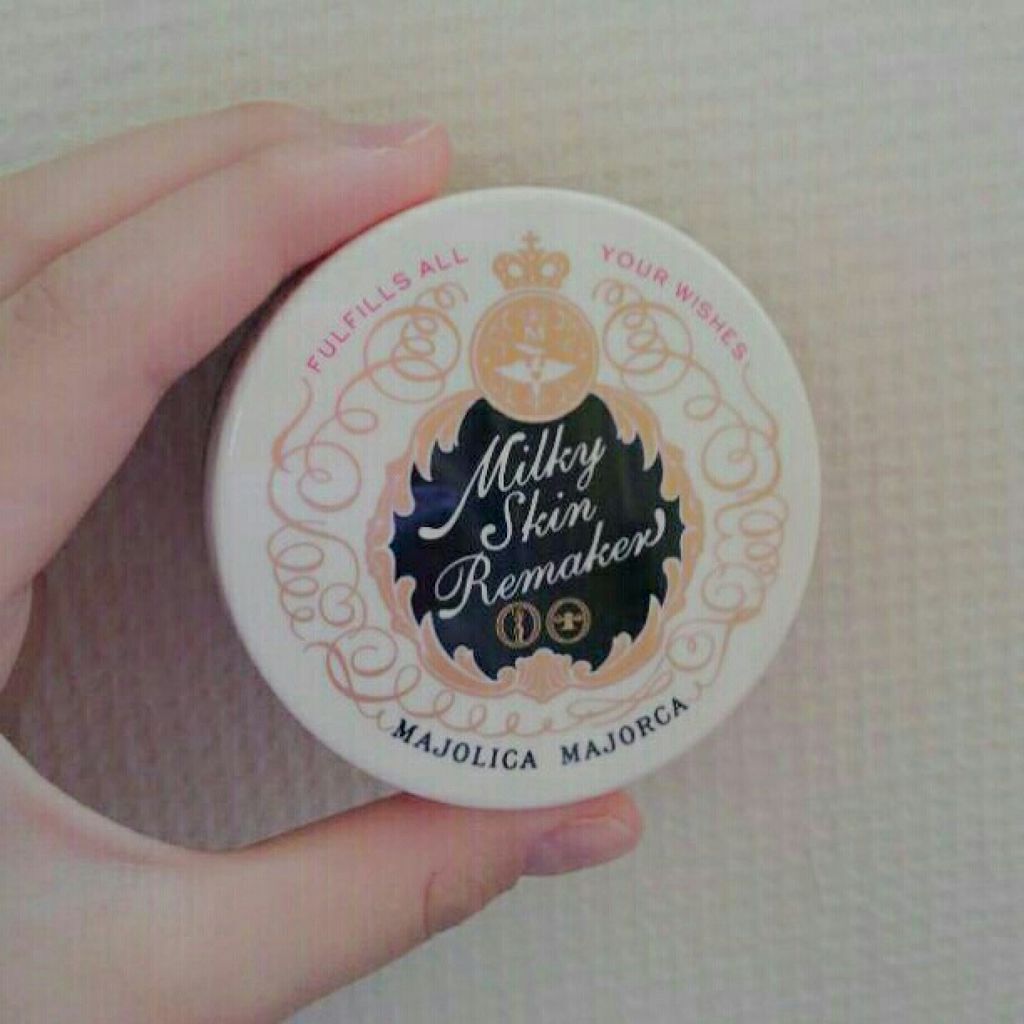 FULFILLS ALL YOUR WISHES
Milky
Skin
Remaker
MAJOLICA MAJORCA